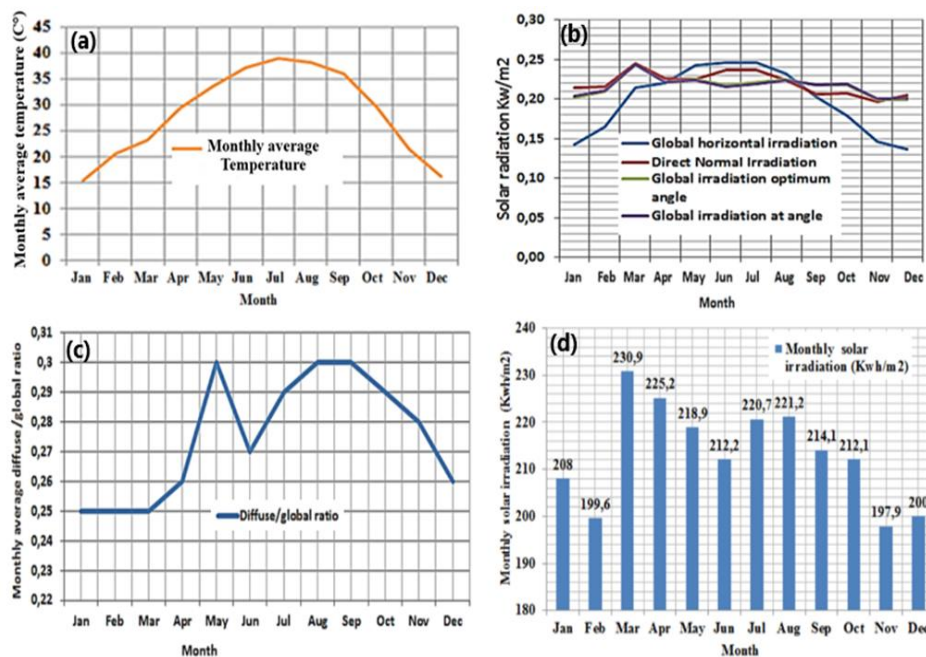 (a)
Monthly average temperature (C°)
45
40
35
30
25
20
15
10
5
0
Monthly average
Temperature
Jan Feb Mar Apr May Jun Jul Aug Sep Oct Nov Dec
Month
(b)
Solar radiation Kw/m2
0,30
0,25
0,20
0,15
0,10
0,05
0,00
Global horizontal irradiation
Direct Normal Irradiation
Global irradiation optimum
angle
Global irradiation at angle
Jan Feb Mar Apr May Jun Jul Aug Sep Oct Nov Dec
Month
(c)
Monthly average diffuse/global ratio
0,31
0,3
0,29
0,28
0,27
0,26
0,25
0,24
0,23
0,22
Diffuse/global ratio
Jan Feb Mar Apr May Jun Jul Aug Sep Oct Nov Dec
Month
(d)
Monthly solar irradiation (Kwh/m2)
240
230
220
210
200
190
180
Monthly solar
irradiation (Kwh/m2)
208 199,6 230,9 225,2 218,9 212,2 220,7 221,2 214,1 212,1 197,9 200
Jan Feb Mar Apr May Jun Jul Aug Sep Oct Nov Dec
Month